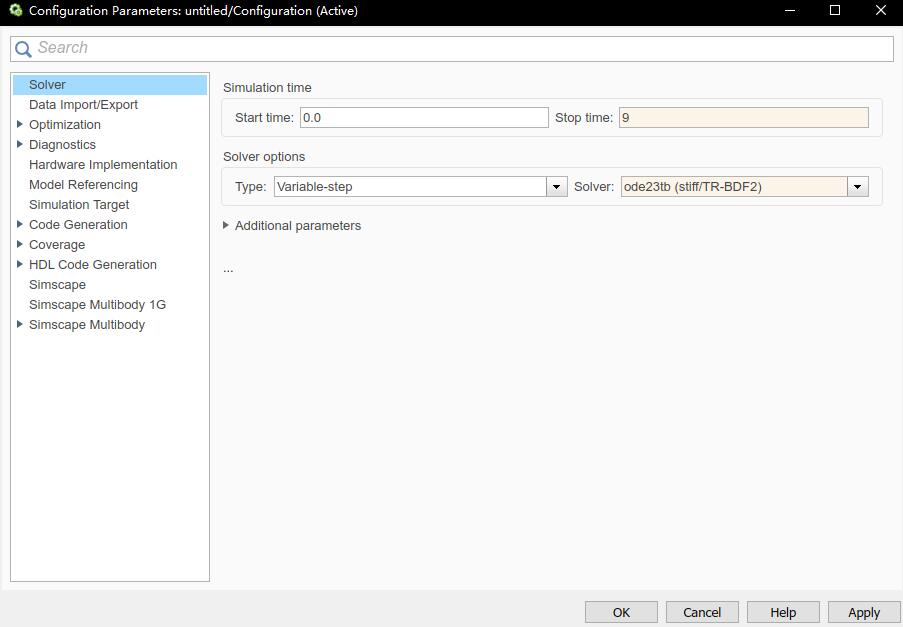 Configuration Parameters: untitled/Configuration (Active)
Search
Solver
Data Import/Export
Optimization
Diagnostics
Hardware Implementation
Model Referencing
Simulation Target
Code Generation
Coverage
HDL Code Generation
Simscape
Simscape Multibody 1G
Simscape Multibody
Simulation time
Start time: 0.0 Stop time: 9
Solver options
Type: Variable-step Solver: ode23tb (stiff/TR-BDF2)
Additional parameters
...
OK Cancel Help Apply